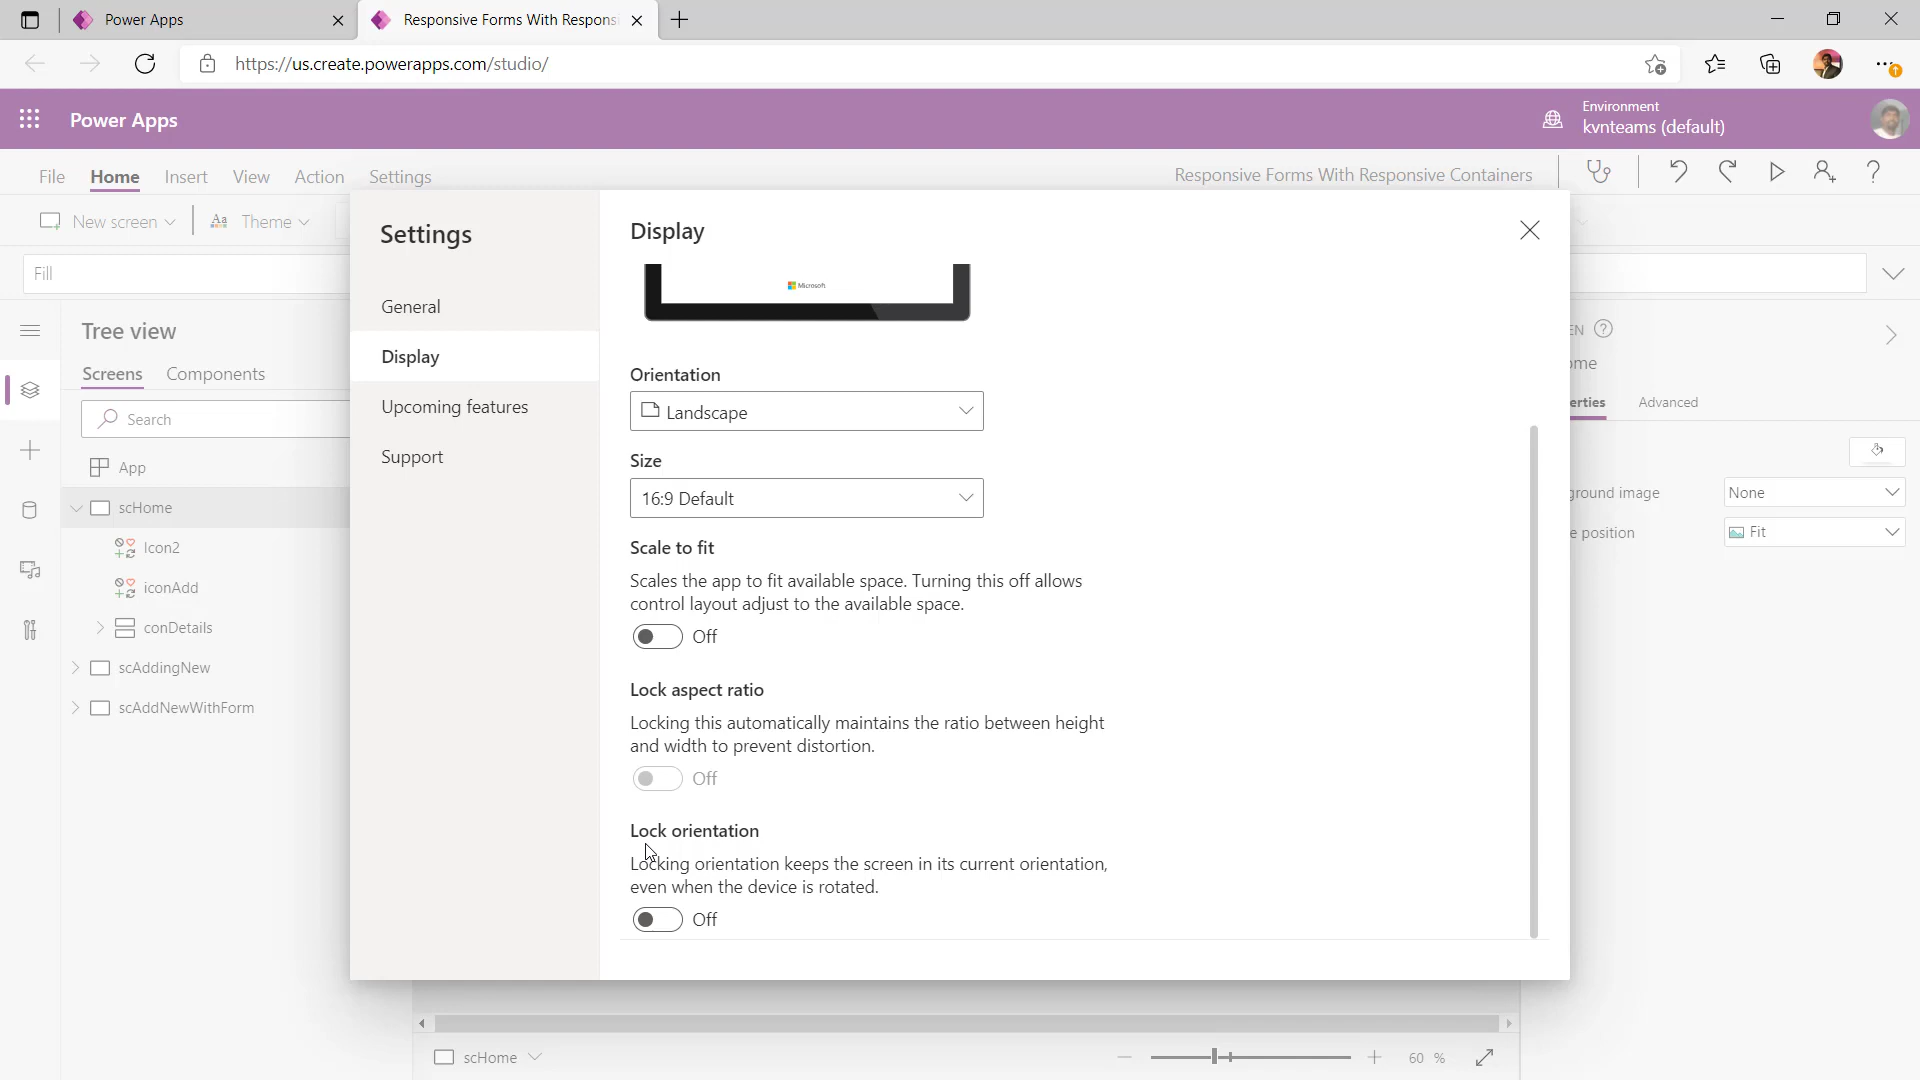 Power Apps
Responsive Forms With Respons
https://us.create.powerapps.com/studio/
Power Apps
Environment
kvnteams (default)
File
Home
Insert
View
Action
Settings
Responsive Forms With Responsive Containers
New screen
Theme
Fill
Tree view
Screens
Components
Search
App
scHome
Icon2
iconAdd
conDetails
scAddingNew
scAddNewWithForm
Settings
General
Display
Upcoming features
Support
Display
Microsoft
Orientation
Landscape
Size
16:9 Default
Scale to fit
Scales the app to fit available space. Turning this off allows
control layout adjust to the available space.
Off
Lock aspect ratio
Locking this automatically maintains the ratio between height
and width to prevent distortion.
Off
Lock orientation
Locking orientation keeps the screen in its current orientation,
even when the device is rotated.
Off
EN
ome
erties
Advanced
ground image
None
e position
Fit
scHome
60 %